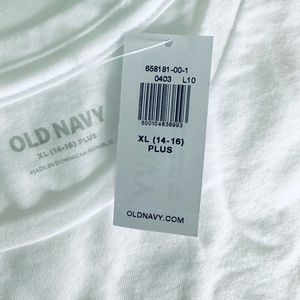 OLD NAVY
XL (14-16) PLUS
MADE IN DOMINICAN REPUBLIC
658181-00-1
0403 L10
500104838993
XL (14-16)
PLUS
OLDNAVY.COM